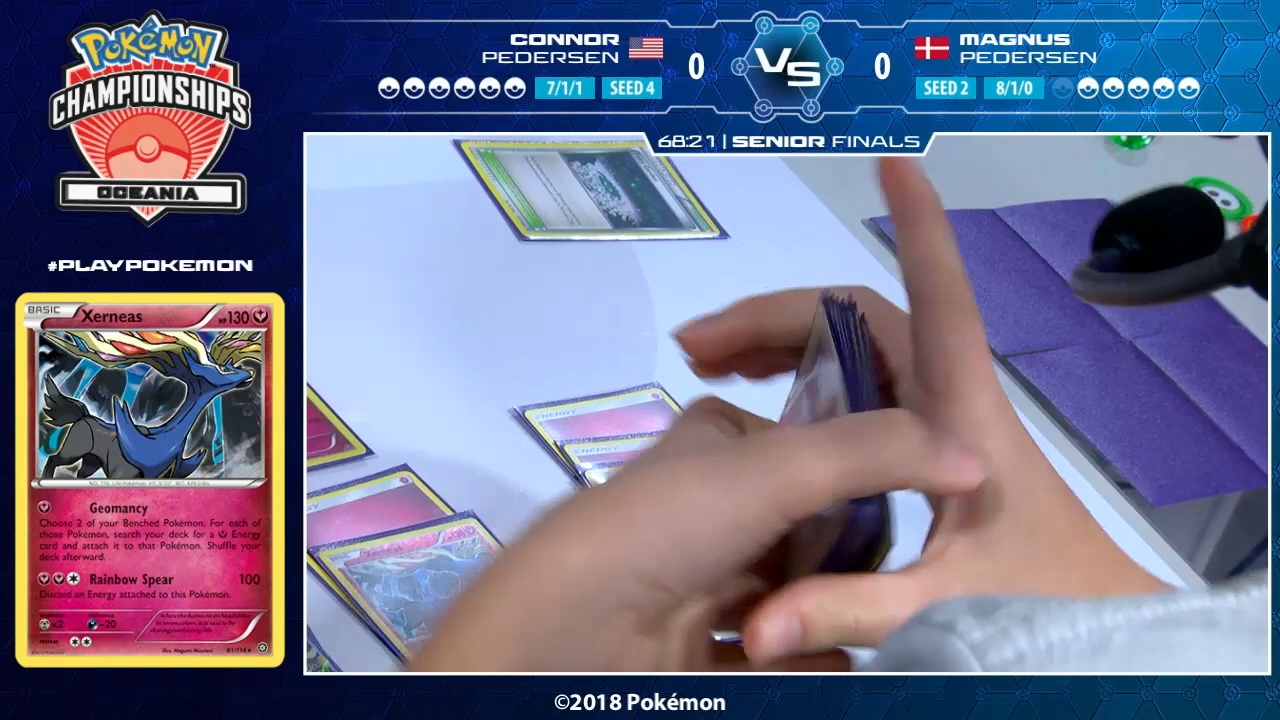 POKÉMON
CHAMPIONSHIPS
OCEANIA
#PLAYPOKEMON
CONNOR
PEDERSEN
7/1/1
SEED 4
0
VS
0
MAGNUS
PEDERSEN
SEED 2
8/1/0
68:21 | SENIOR FINALS
BASIC
Xerneas
HP130
Geomancy
Choose 2 of your Benched Pokémon. For each of
those Pokémon, search your deck for a Energy
card and attach it to that Pokémon. Shuffle your
deck afterward.
Rainbow Spear 100
Discard an Energy attached to this Pokémon.
x2
-20
ENERGY
ENERGY
©2018 Pokémon